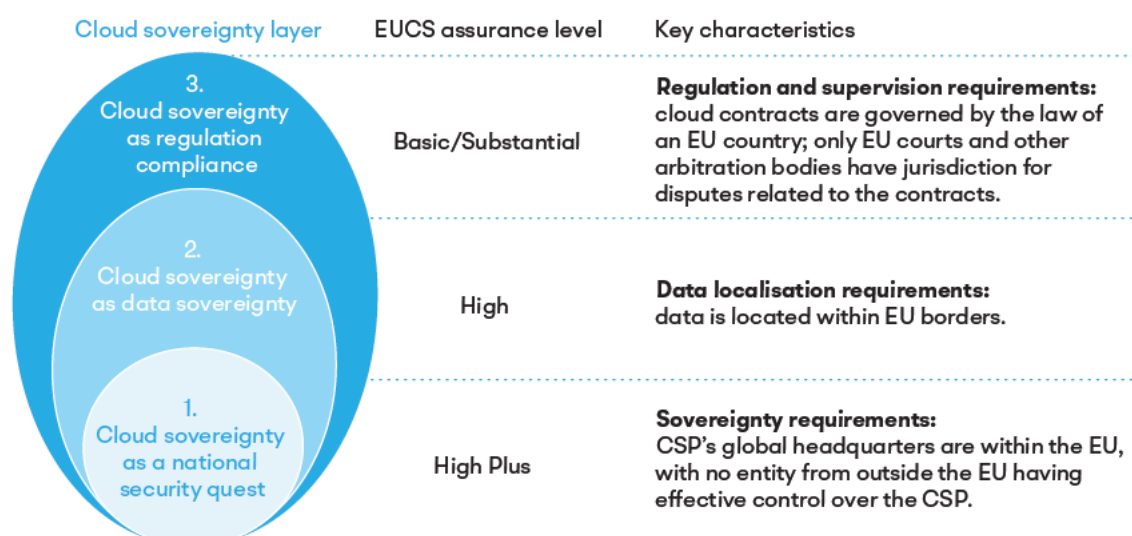 Cloud sovereignty layer
EUCS assurance level
Key characteristics
3.
Cloud sovereignty
as regulation
compliance
Basic/Substantial
Regulation and supervision requirements:
cloud contracts are governed by the law of
an EU country; only EU courts and other
arbitration bodies have jurisdiction for
disputes related to the contracts.
2.
Cloud sovereignty
as data sovereignty
High
Data localisation requirements:
data is located within EU borders.
1.
Cloud sovereignty
as a national
security quest
High Plus
Sovereignty requirements:
CSP's global headquarters are within the EU,
with no entity from outside the EU having
effective control over the CSP.